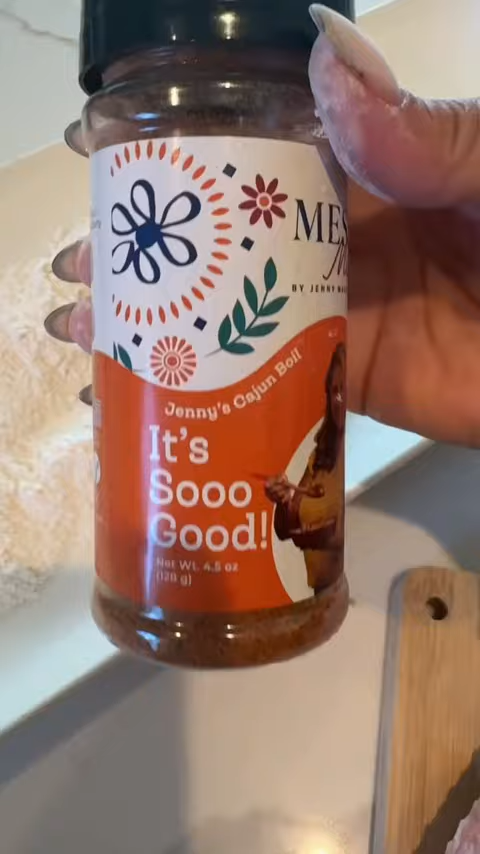 MES
BY JENNY
Jenny's Cajun Boil
It's
Sooo
Good!
Net Wt. 4.5 oz
(128 g)